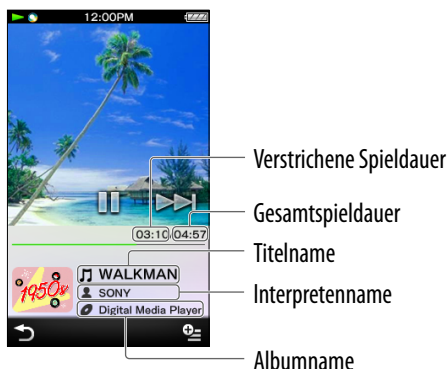 12:00PM
Verstrichene Spieldauer
Gesamtspieldauer
03:10 04:57
Titelname
WALKMAN
Interpretenname
1950s
SONY
Digital Media Player
Albumname